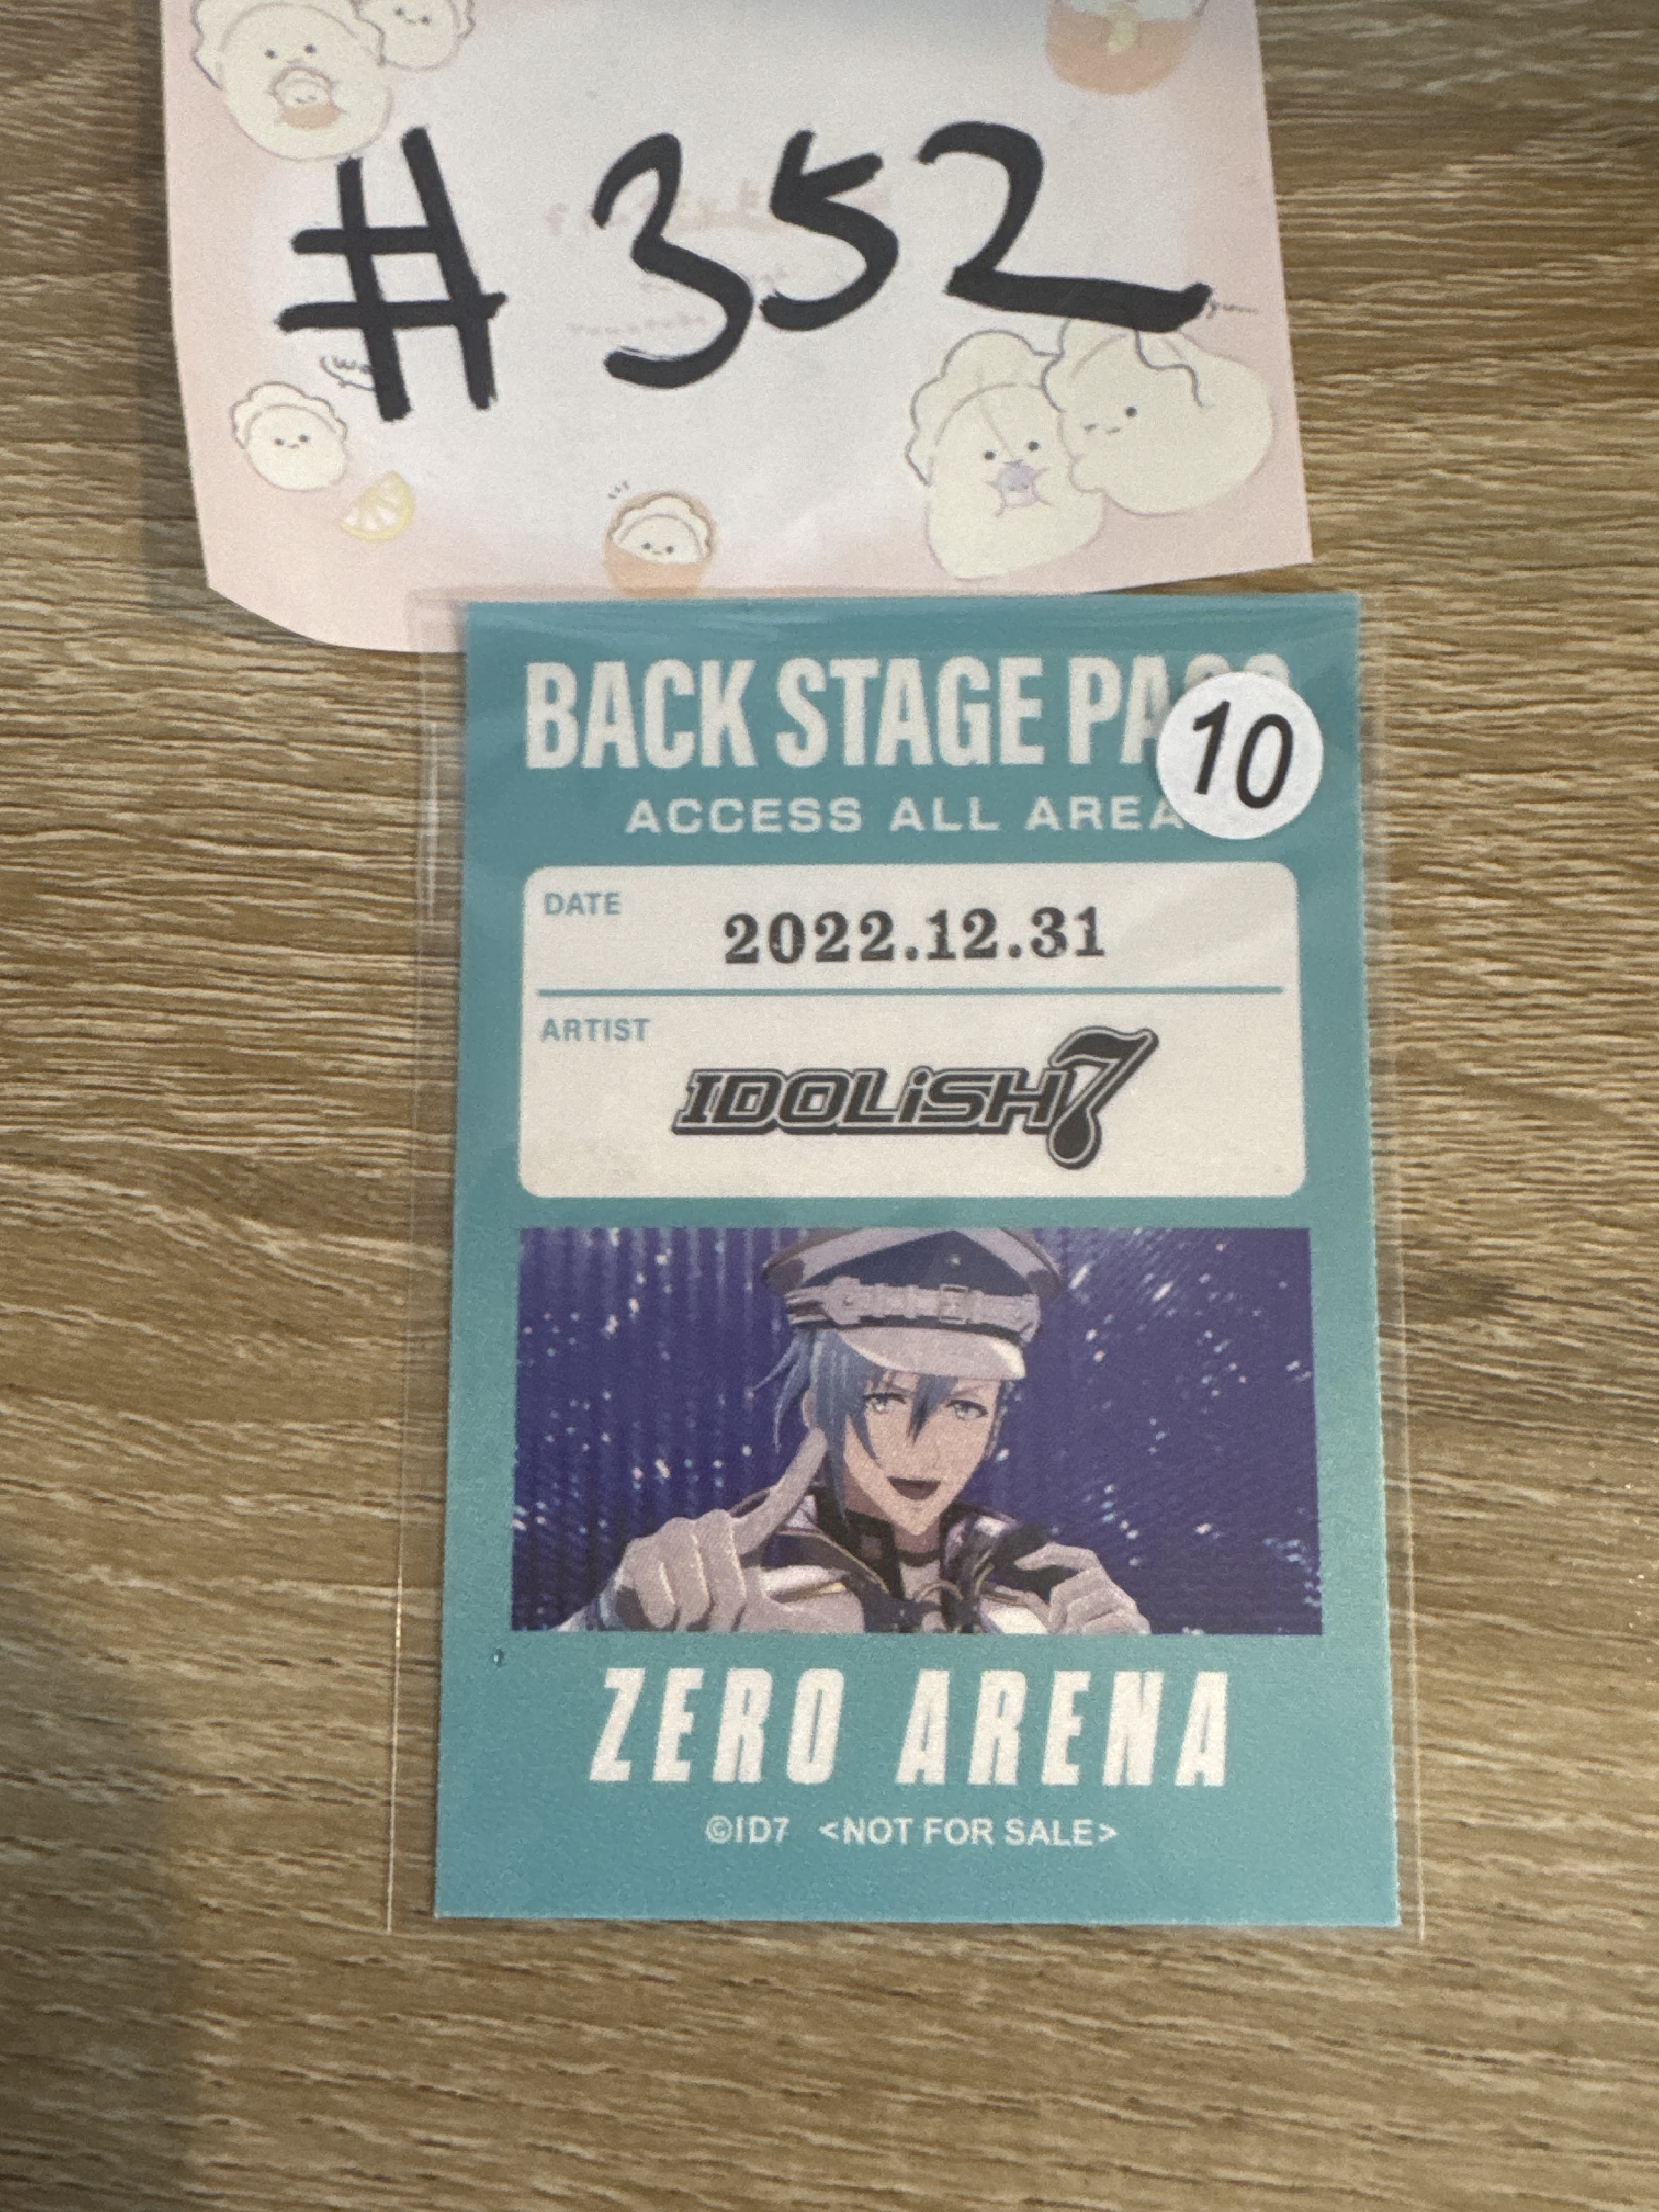 #352
BACK STAGE PA
10
ACCESS ALL AREA
DATE
2022.12.31
ARTIST
IDOLiSH7
ZERO ARENA
©ID7 <NOT FOR SALE>